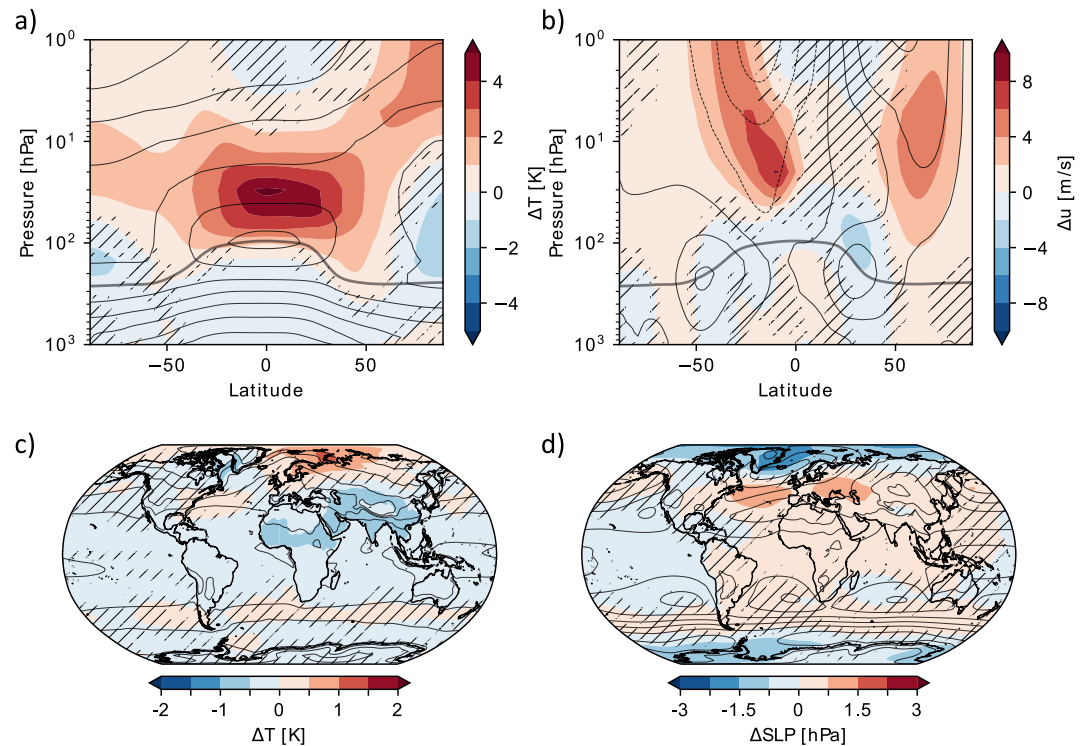 a)
b)
10⁰
10¹
10²
10³
Pressure [hPa]
−50
0
50
Latitude
4
2
0
−2
−4
ΔT [K]
10⁰
10¹
10²
10³
Pressure [hPa]
−50
0
50
Latitude
8
4
0
−4
−8
Δu [m/s]
c)
d)
-2
-1
0
1
2
ΔT [K]
-3
-1.5
0
1.5
3
ΔSLP [hPa]